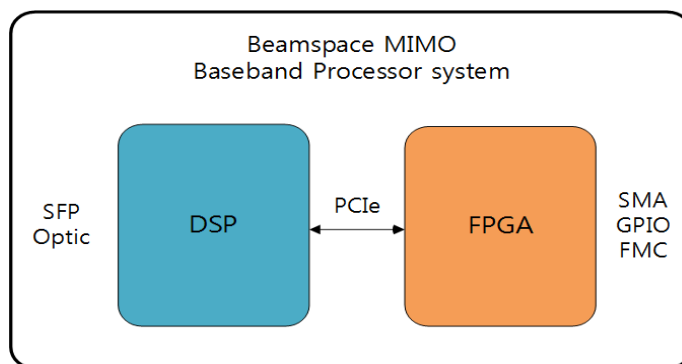 Beamspace MIMO
Baseband Processor system
SFP
Optic
DSP
PCIe
FPGA
SMA
GPIO
FMC